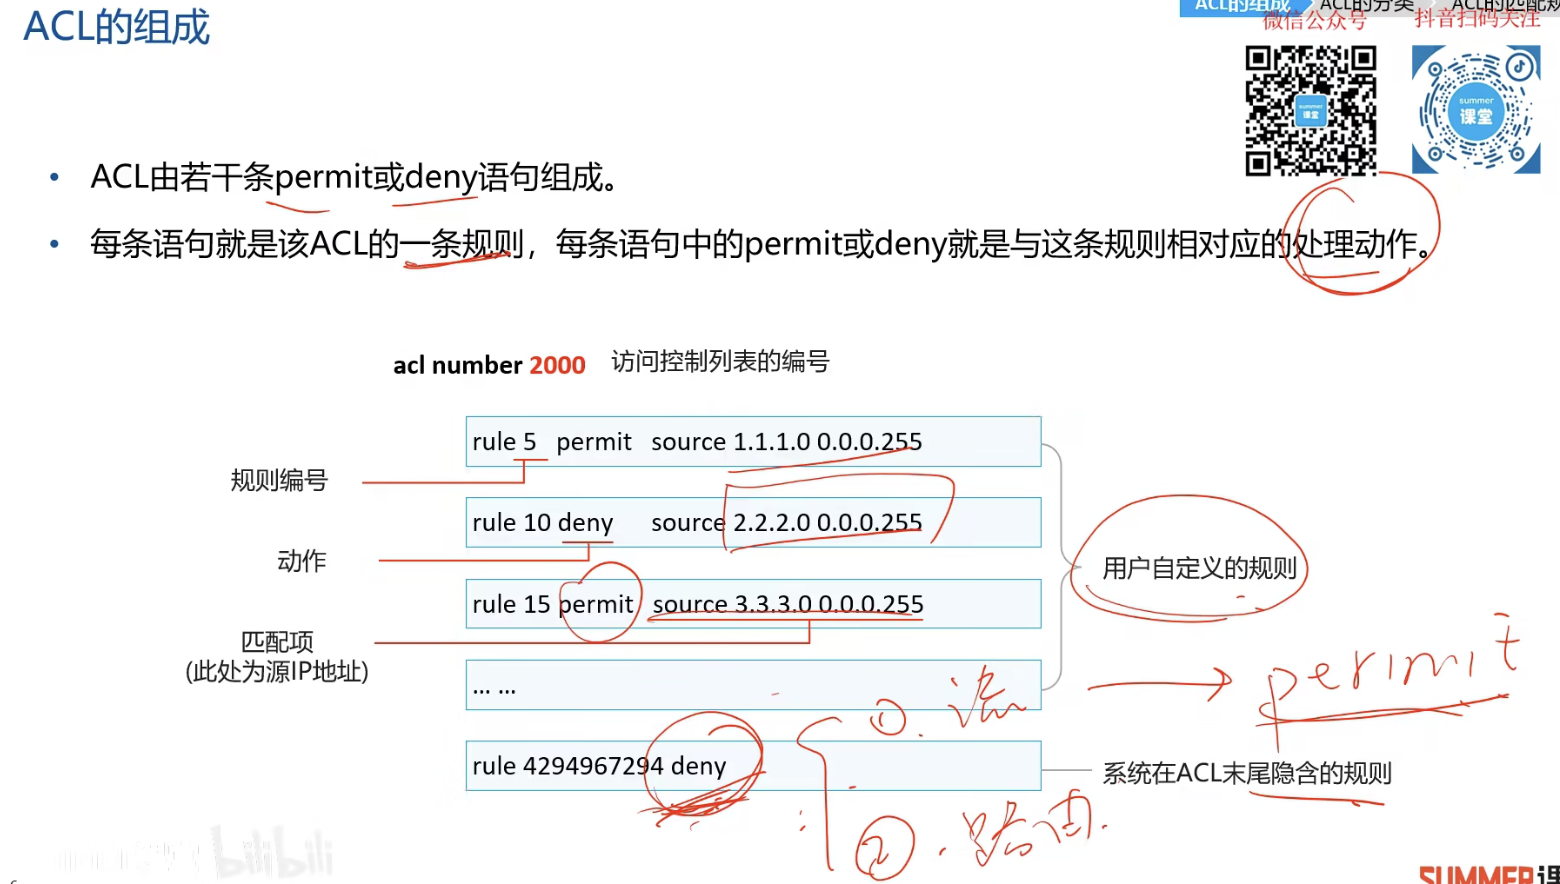 ACL的组成
ACL的组成 ACL的分类 ACL的匹配规
微信公众号 抖音扫码关注
summer
课堂
summer
课堂
• ACL由若干条permit或deny语句组成。
• 每条语句就是该ACL的一条规则，每条语句中的permit或deny就是与这条规则相对应的处理动作。
acl number 2000 访问控制列表的编号
rule 5 permit source 1.1.1.0 0.0.0.255
规则编号
rule 10 deny source 2.2.2.0 0.0.0.255
动作
用户自定义的规则
rule 15 permit source 3.3.3.0 0.0.0.255
匹配项
(此处为源IP地址)
... ...
perimit
①. 流
rule 4294967294 deny
系统在ACL末尾隐含的规则
②. 路由.
bilibili
SUMMER课